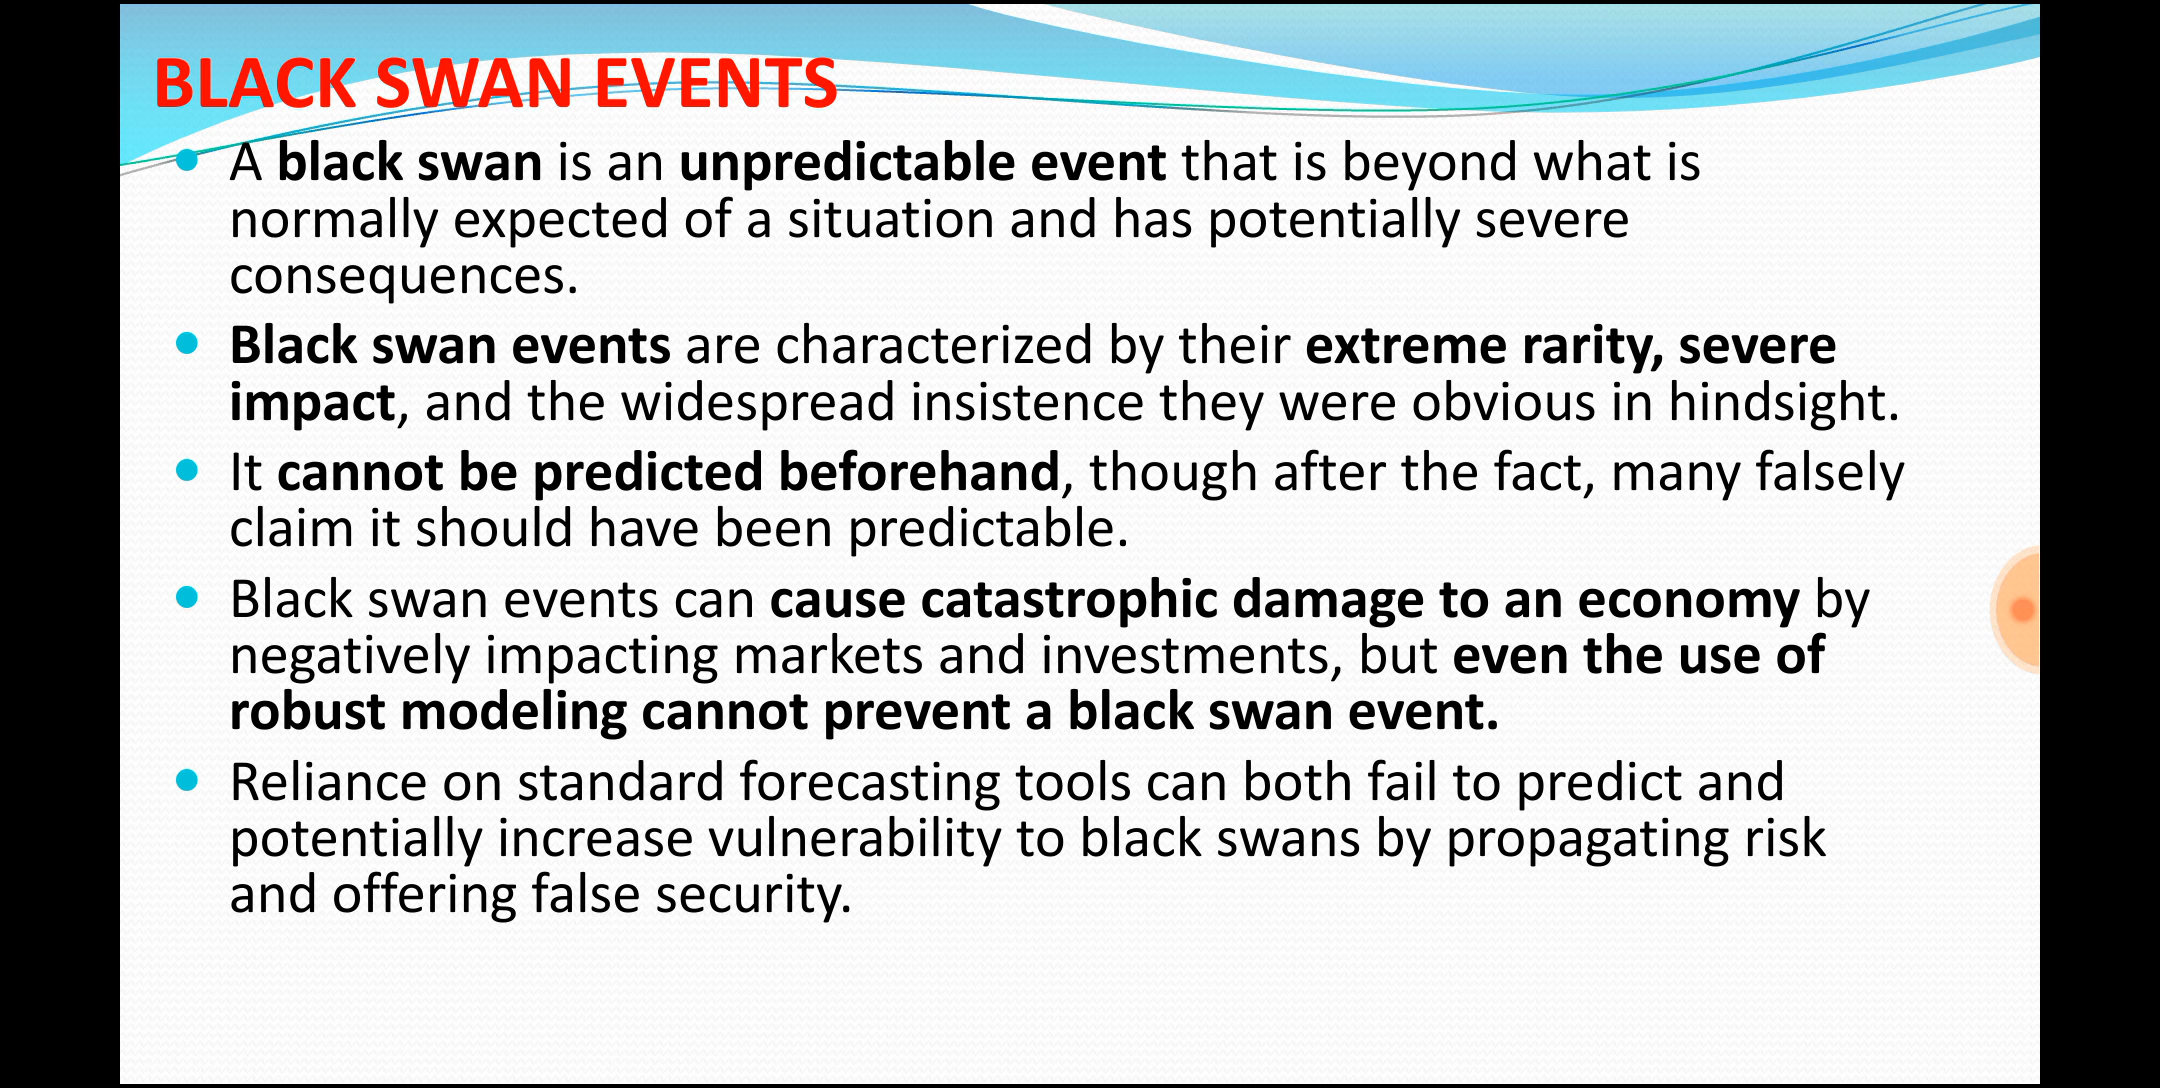 BLACK SWAN EVENTS
A black swan is an unpredictable event that is beyond what is
normally expected of a situation and has potentially severe
consequences.
Black swan events are characterized by their extreme rarity, severe
impact, and the widespread insistence they were obvious in hindsight.
It cannot be predicted beforehand, though after the fact, many falsely
claim it should have been predictable.
Black swan events can cause catastrophic damage to an economy by
negatively impacting markets and investments, but even the use of
robust modeling cannot prevent a black swan event.
Reliance on standard forecasting tools can both fail to predict and
potentially increase vulnerability to black swans by propagating risk
and offering false security.